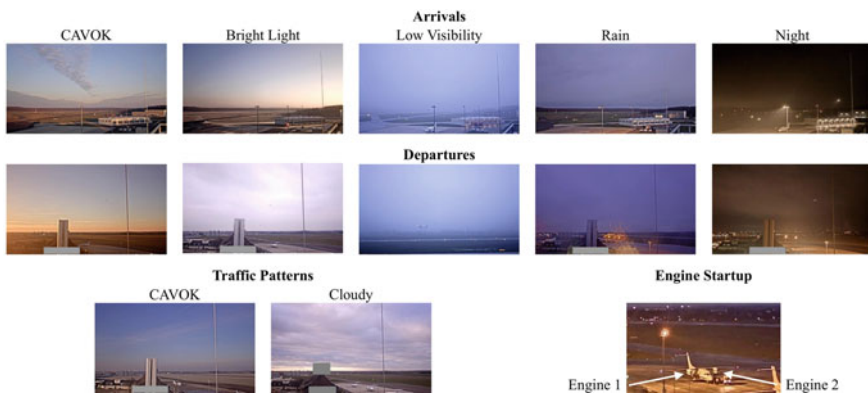 Arrivals
CAVOK Bright Light Low Visibility Rain Night
Departures
Traffic Patterns Engine Startup
CAVOK Cloudy
Engine 1 Engine 2